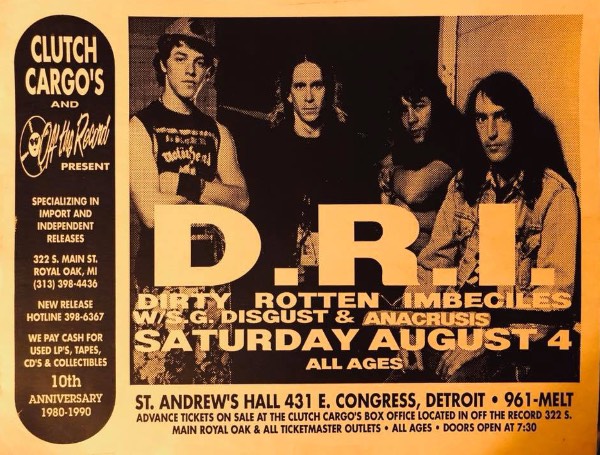 CLUTCH
CARGO'S
AND
Off the Record
PRESENT
SPECIALIZING IN
IMPORT AND
INDEPENDENT
RELEASES
322 S. MAIN ST.
ROYAL OAK, MI
(313) 398-4436
NEW RELEASE
HOTLINE 398-6367
WE PAY CASH FOR
USED LP'S, TAPES,
CD'S & COLLECTIBLES
10th
ANNIVERSARY
1980-1990
Motörhead
D.R.I.
DIRTY ROTTEN IMBECILES
W/S.G. DISGUST & ANACRUSIS
SATURDAY AUGUST 4
ALL AGES
ST. ANDREW'S HALL 431 E. CONGRESS, DETROIT • 961-MELT
ADVANCE TICKETS ON SALE AT THE CLUTCH CARGO'S BOX OFFICE LOCATED IN OFF THE RECORD 322 S.
MAIN ROYAL OAK & ALL TICKETMASTER OUTLETS • ALL AGES • DOORS OPEN AT 7:30